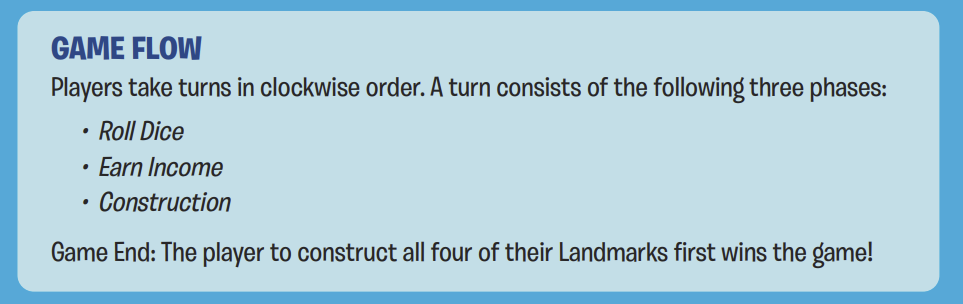 GAME FLOW
Players take turns in clockwise order. A turn consists of the following three phases:
• Roll Dice
• Earn Income
• Construction
Game End: The player to construct all four of their Landmarks first wins the game!